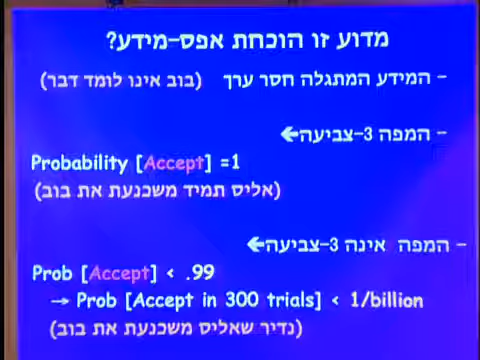 מדוע זו הוכחת אפס-מידע?
- המידע המתגלה חסר ערך (בוב אינו לומד דבר)
- המפה 3-צביעה←
Probability [Accept] =1
(אליס תמיד משכנעת את בוב)
- המפה אינה 3-צביעה←
Prob [Accept] < .99
→ Prob [Accept in 300 trials] < 1/billion
(נדיר שאליס משכנעת את בוב)